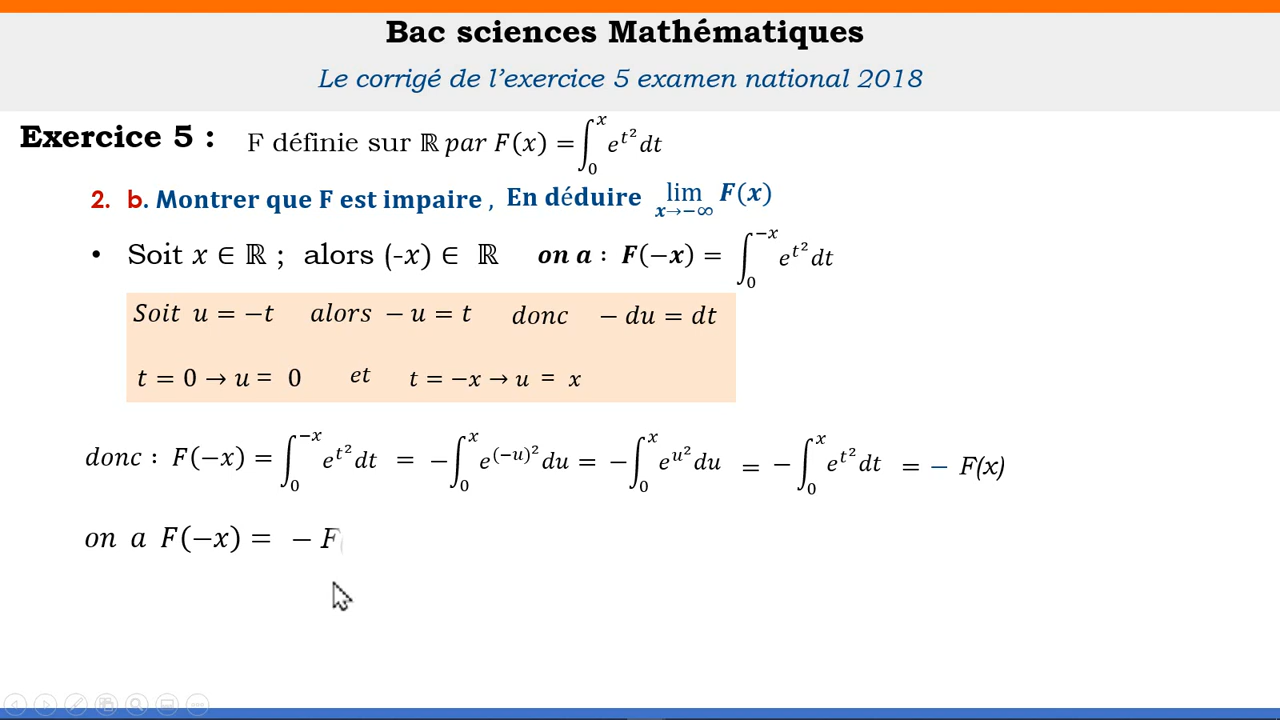 Bac sciences Mathématiques
Le corrigé de l'exercice 5 examen national 2018
Exercice 5 : F définie sur ℝ par F(x) = ∫₀ˣ e^{t²} dt
2. b. Montrer que F est impaire , En déduire lim_{x→−∞} F(x)
• Soit x ∈ ℝ ; alors (-x) ∈ ℝ on a : F(−x) = ∫₀^{−x} e^{t²} dt
Soit u = −t alors − u = t donc − du = dt
t = 0 → u = 0 et t = −x → u = x
donc : F(−x) = ∫₀^{−x} e^{t²} dt = −∫₀ˣ e^{(−u)²} du = −∫₀ˣ e^{u²} du = −∫₀ˣ e^{t²} dt = − F(x)
on a F(−x) = − F(